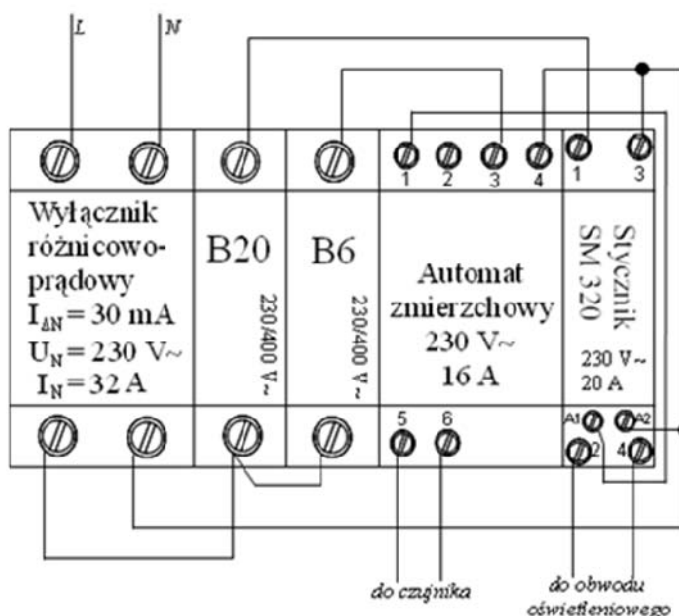 L N
1 2 3 4 1 3
Wyłącznik
różnicowo-
prądowy
I∆N = 30 mA
UN = 230 V~
IN = 32 A
B20
230/400 V~
B6
230/400 V~
Automat
zmierzchowy
230 V~
16 A
Stycznik
SM 320
230 V~
20 A
5 6 A1 A2
2 4
do czujnika
do obwodu
oświetleniowego